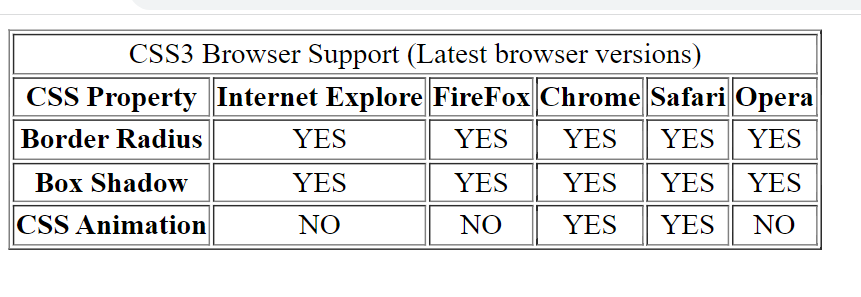 CSS3 Browser Support (Latest browser versions)
CSS Property Internet Explore FireFox Chrome Safari Opera
Border Radius YES YES YES YES YES
Box Shadow YES YES YES YES YES
CSS Animation NO NO YES YES NO